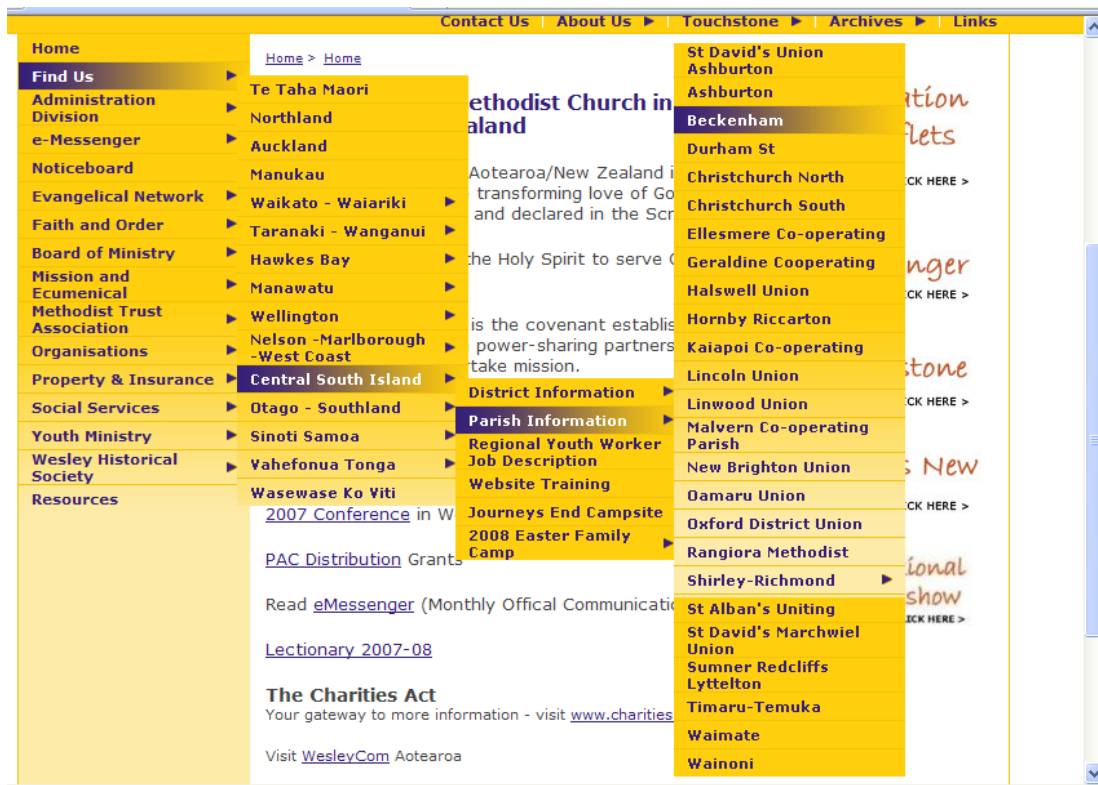 Contact Us About Us Touchstone Archives Links
Home
Find Us
Administration
Division
e-Messenger
Noticeboard
Evangelical Network
Faith and Order
Board of Ministry
Mission and
Ecumenical
Methodist Trust
Association
Organisations
Property & Insurance
Social Services
Youth Ministry
Wesley Historical
Society
Resources
Home > Home
Te Taha Maori
Northland
Auckland
Manukau
Waikato - Waiariki
Taranaki - Wanganui
Hawkes Bay
Manawatu
Wellington
Nelson -Marlborough
-West Coast
Central South Island
Otago - Southland
Sinoti Samoa
Vahefonua Tonga
Wasewase Ko Viti
District Information
Parish Information
Regional Youth Worker
Job Description
Website Training
Journeys End Campsite
2008 Easter Family
Camp
St David's Union
Ashburton
Ashburton
Beckenham
Durham St
Christchurch North
Christchurch South
Ellesmere Co-operating
Geraldine Cooperating
Halswell Union
Hornby Riccarton
Kaiapoi Co-operating
Lincoln Union
Linwood Union
Malvern Co-operating
Parish
New Brighton Union
Oamaru Union
Oxford District Union
Rangiora Methodist
Shirley-Richmond
St Alban's Uniting
St David's Marchwiel
Union
Sumner Redcliffs
Lyttelton
Timaru-Temuka
Waimate
Wainoni
ethodist Church in
aland
Aotearoa/New Zealand i
transforming love of Go
and declared in the Scr
the Holy Spirit to serve
is the covenant establis
power-sharing partners
rtake mission.
2007 Conference in W
PAC Distribution Grants
Read eMessenger (Monthly Offical Communicati
Lectionary 2007-08
The Charities Act
Your gateway to more information - visit www.charities
Visit WesleyCom Aotearoa
ation
flets
ICK HERE >
nger
ICK HERE >
stone
ICK HERE >
s New
ICK HERE >
ional
show
ICK HERE >